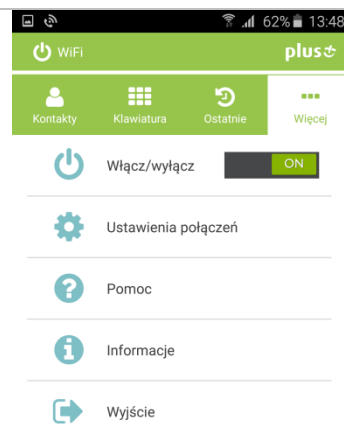 62% 13:48
WiFi plus
Kontakty Klawiatura Ostatnie Więcej
Włącz/wyłącz ON
Ustawienia połączeń
Pomoc
Informacje
Wyjście